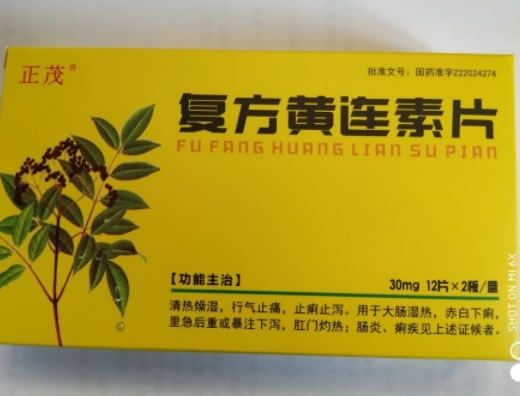 正茂®
批准文号：国药准字Z22024274
复方黄连素片
FU FANG HUANG LIAN SU PIAN
【功能主治】
30mg 12片×2板/盒
清热燥湿，行气止痛，止痢止泻。用于大肠湿热，赤白下痢，
里急后重或暴注下泻，肛门灼热；肠炎、痢疾见上述证候者。
SHOT ON MI 6X